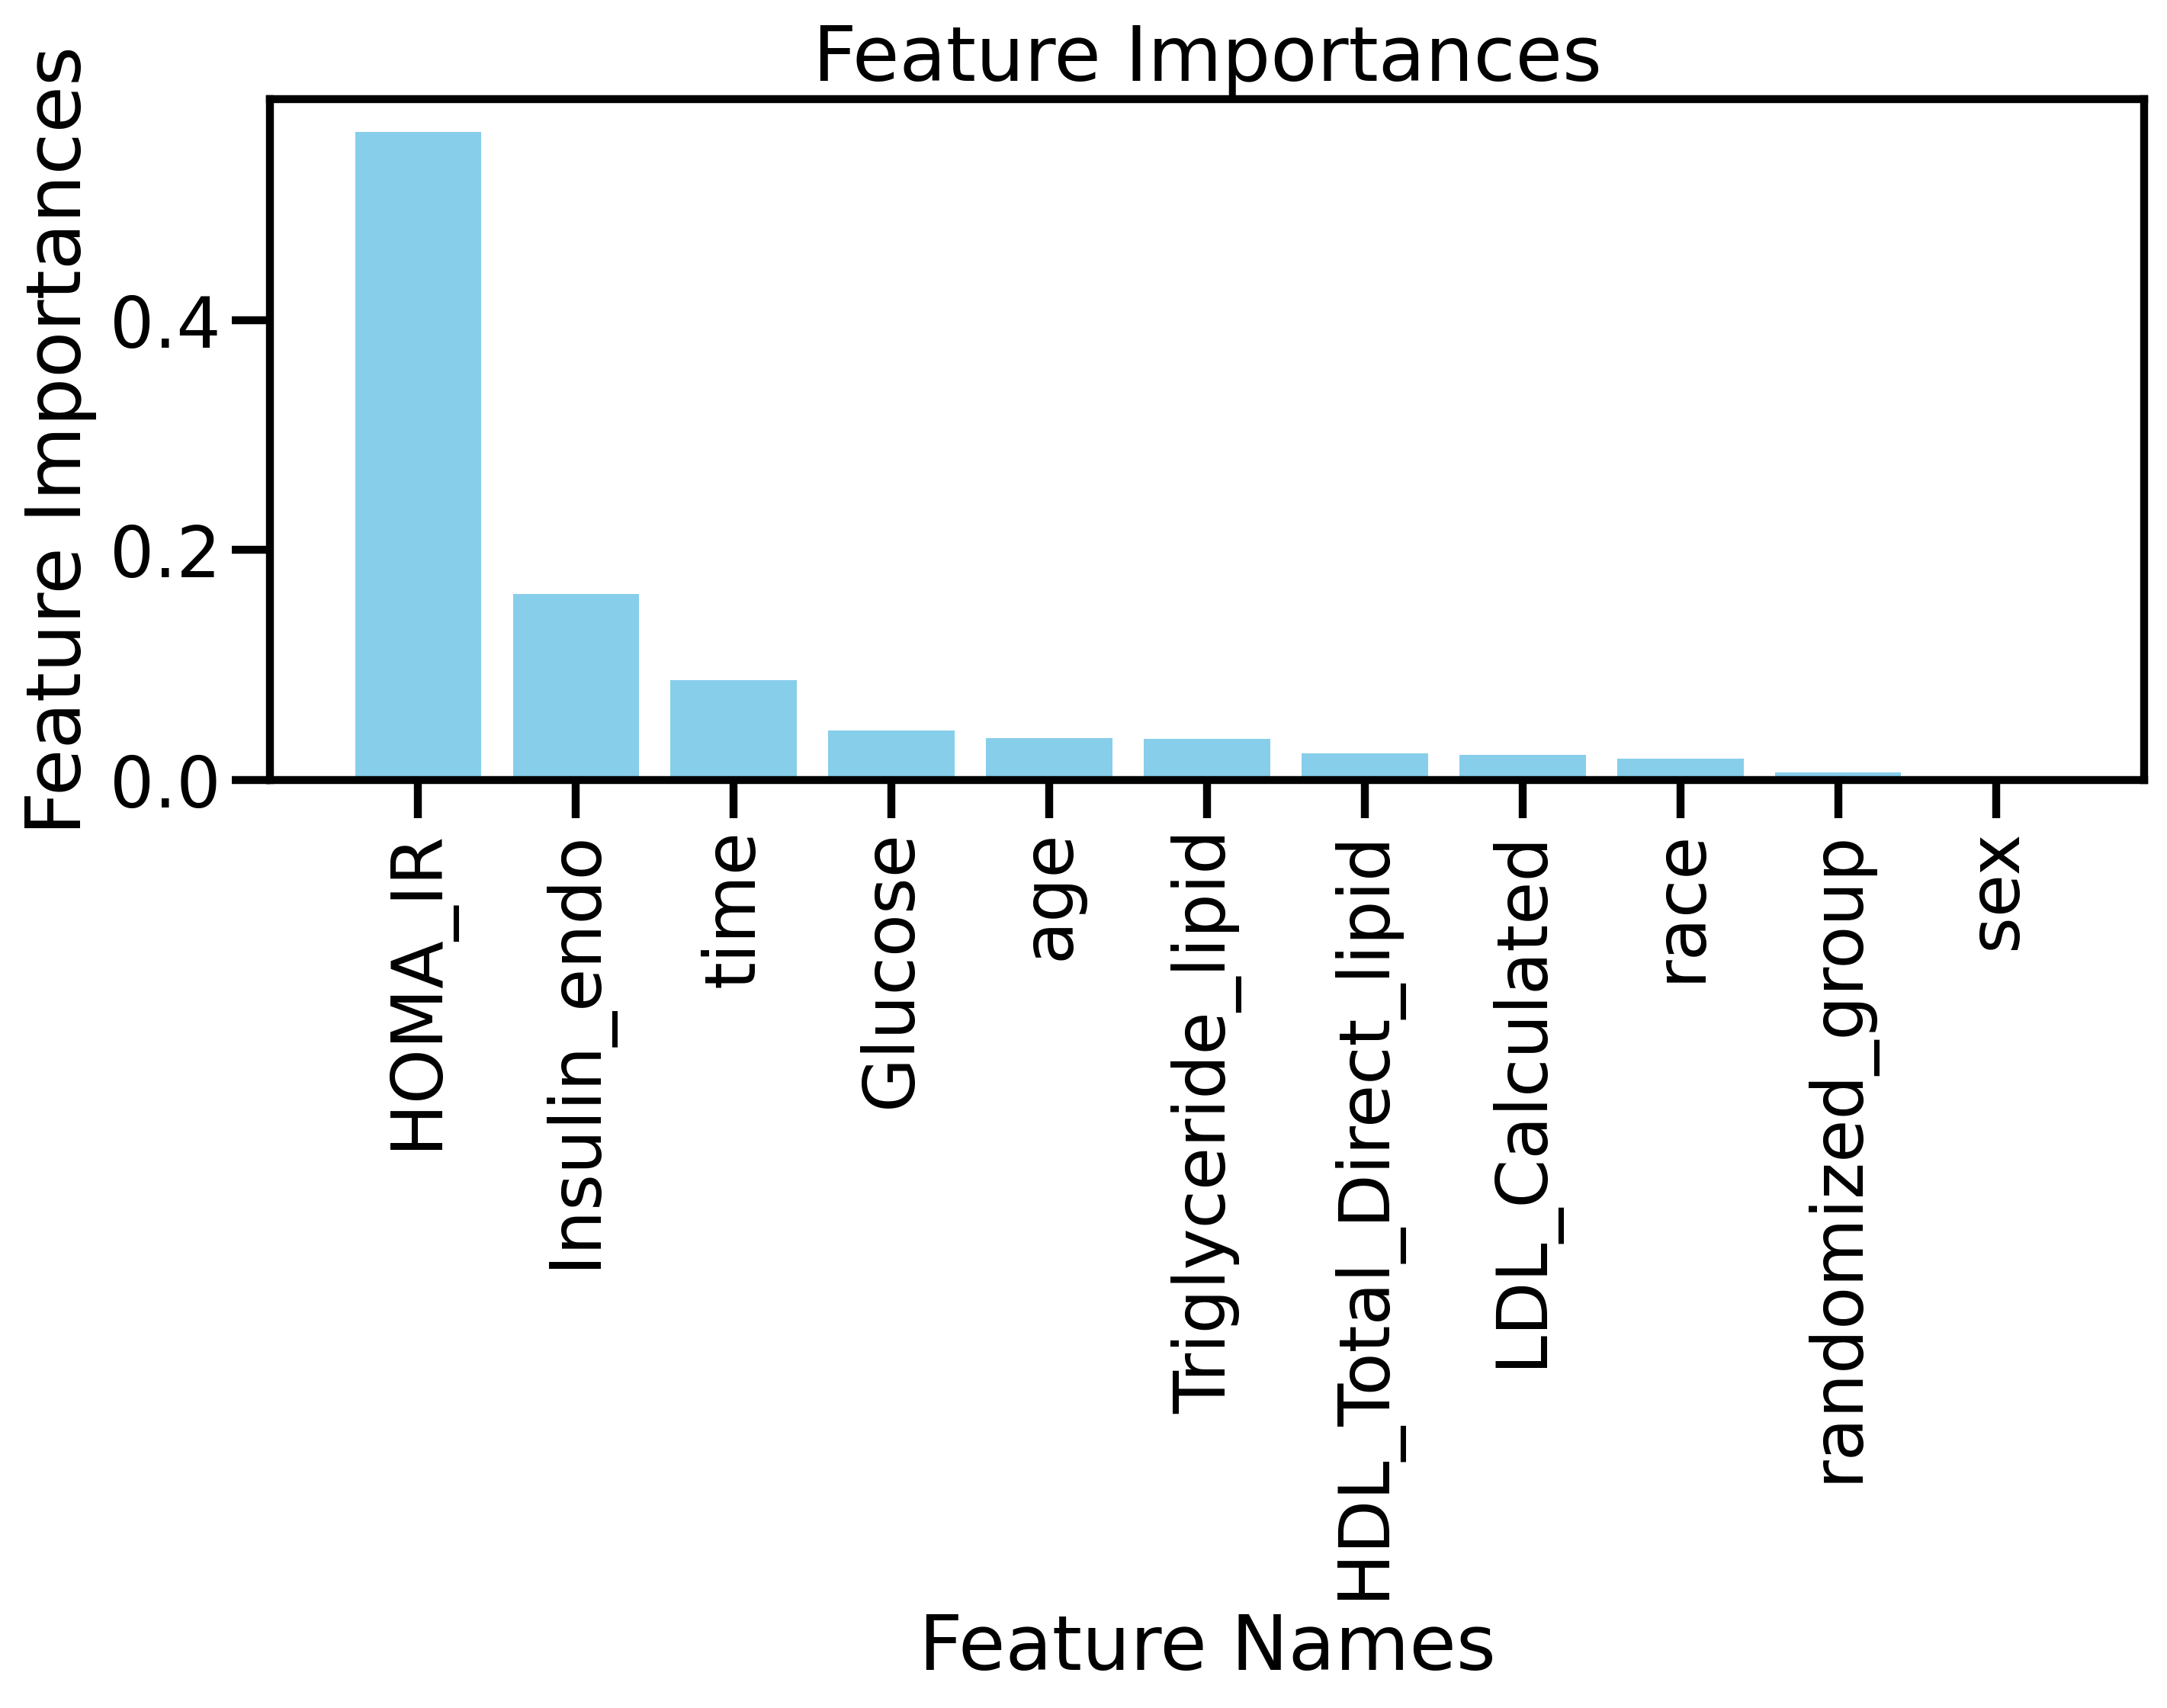 Feature Importances
Feature Importances
0.4
0.2
0.0
HOMA_IR
Insulin_endo
time
Glucose
age
Triglyceride_lipid
HDL_Total_Direct_lipid
LDL_Calculated
race
randomized_group
sex
Feature Names